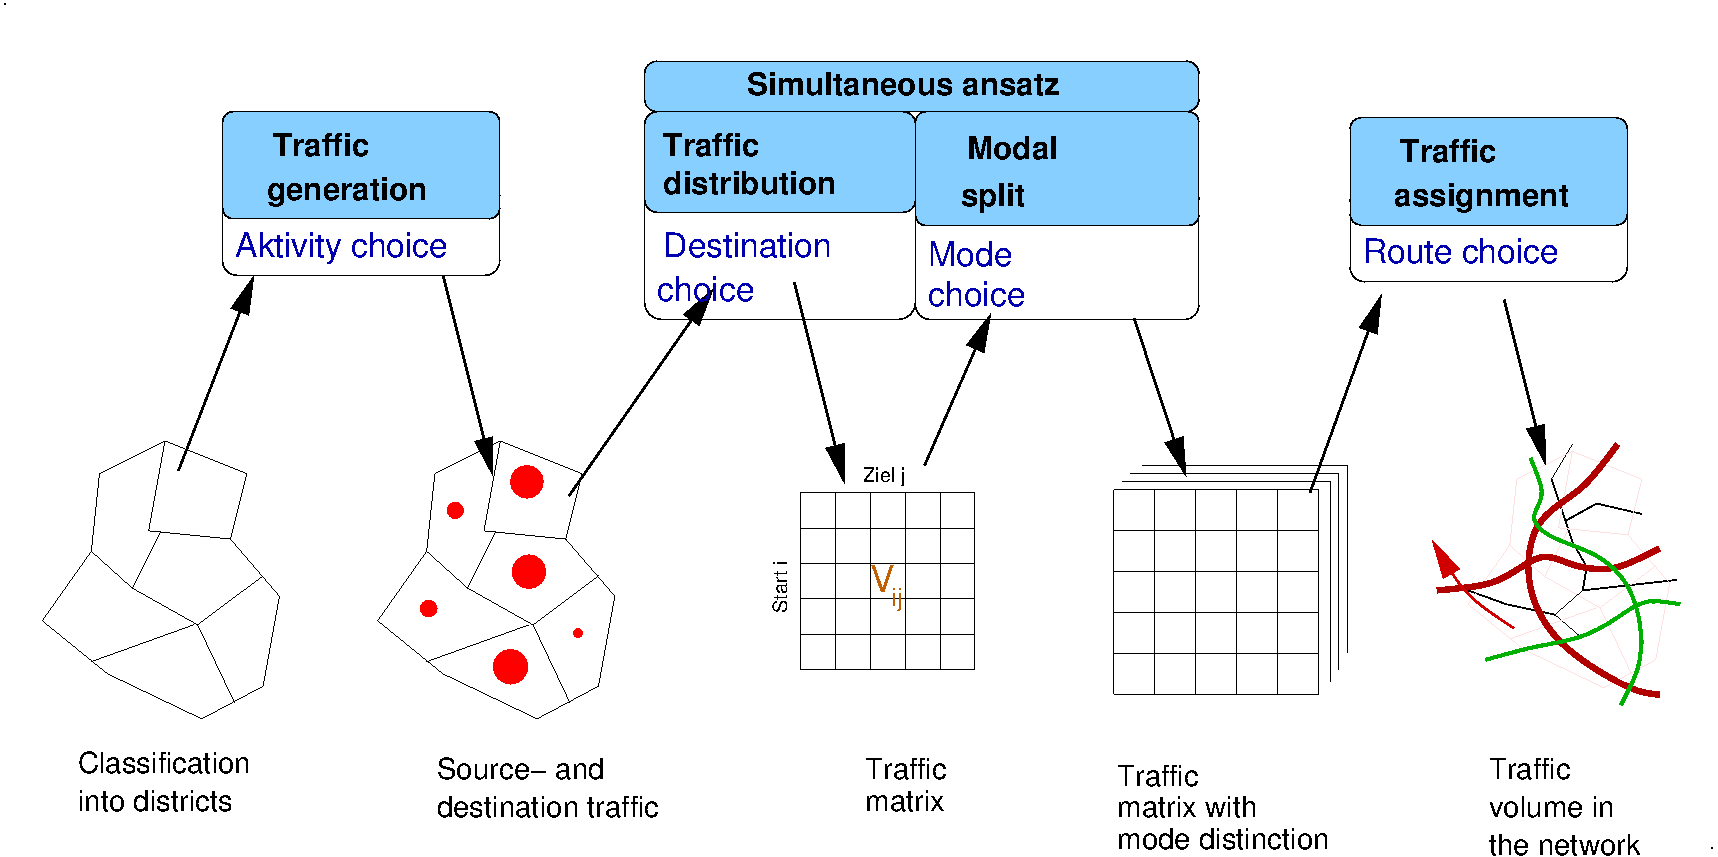 Simultaneous ansatz
Traffic
generation
Aktivity choice
Traffic
distribution
Destination
choice
Modal
split
Mode
choice
Traffic
assignment
Route choice
Ziel j
Start i
Vij
Classification
into districts
Source– and
destination traffic
Traffic
matrix
Traffic
matrix with
mode distinction
Traffic
volume in
the network